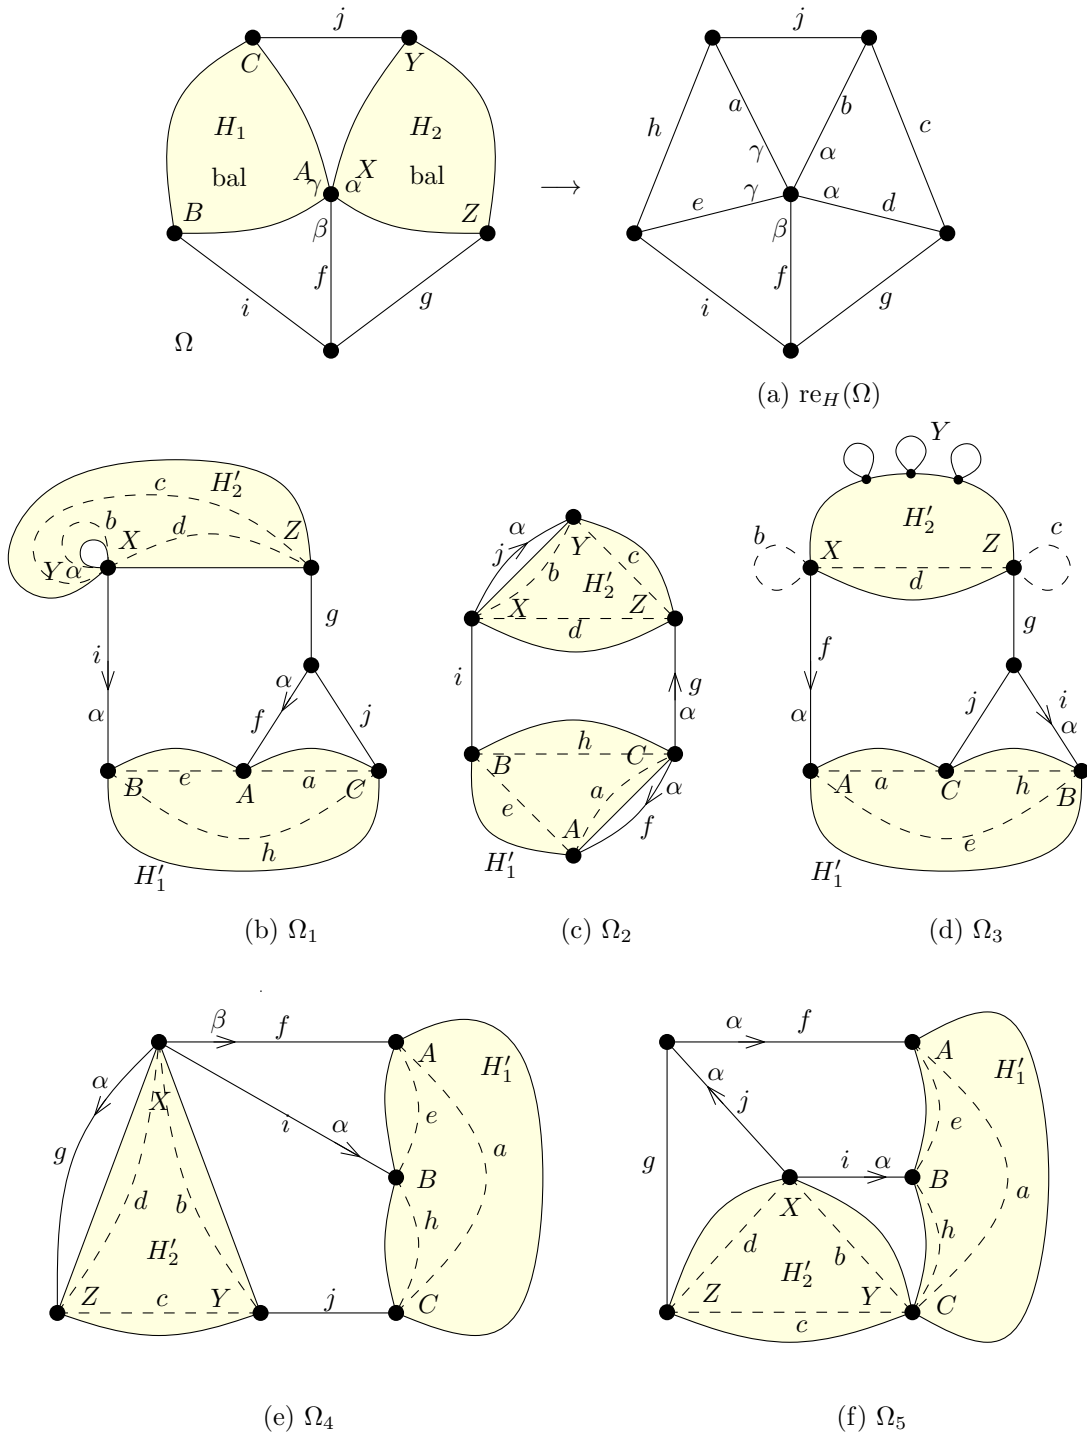 j
j
C Y
H₁ H₂
bal bal
A X
γ α
B Z
β
f
i g
Ω
⟶
a b
h c
γ α
e γ α d
β
f
i g
(a) re_H(Ω)
c H′₂
b X d Z
Y α
i g
α
α f j
B e A a C
h
H′₁
(b) Ω₁
α
j Y c
b H′₂
X Z
d
i g
α
h
B C
e a α
A f
H′₁
(c) Ω₂
Y
b H′₂ c
X Z
d
f g
α j i
α
A a C h B
e
H′₁
(d) Ω₃
β f
α A
X H′₁
e a
i α
g B
d b h
H′₂
Z c Y j C
(e) Ω₄
α f
α A H′₁
j e
g i α B a
X
d b h
H′₂
Z Y C
c
(f) Ω₅